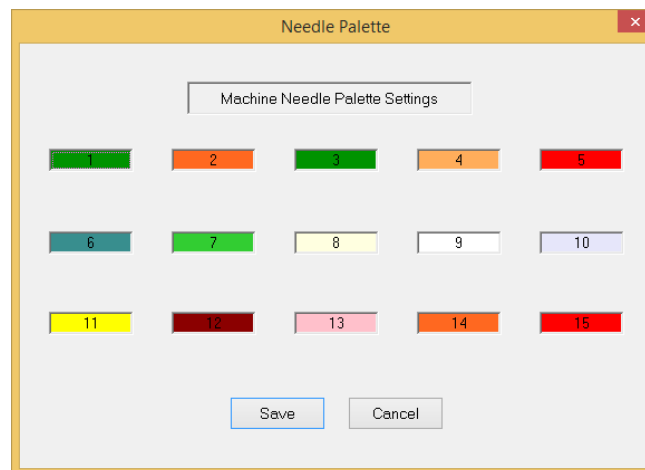 Needle Palette
Machine Needle Palette Settings
1 2 3 4 5
6 7 8 9 10
11 12 13 14 15
Save Cancel